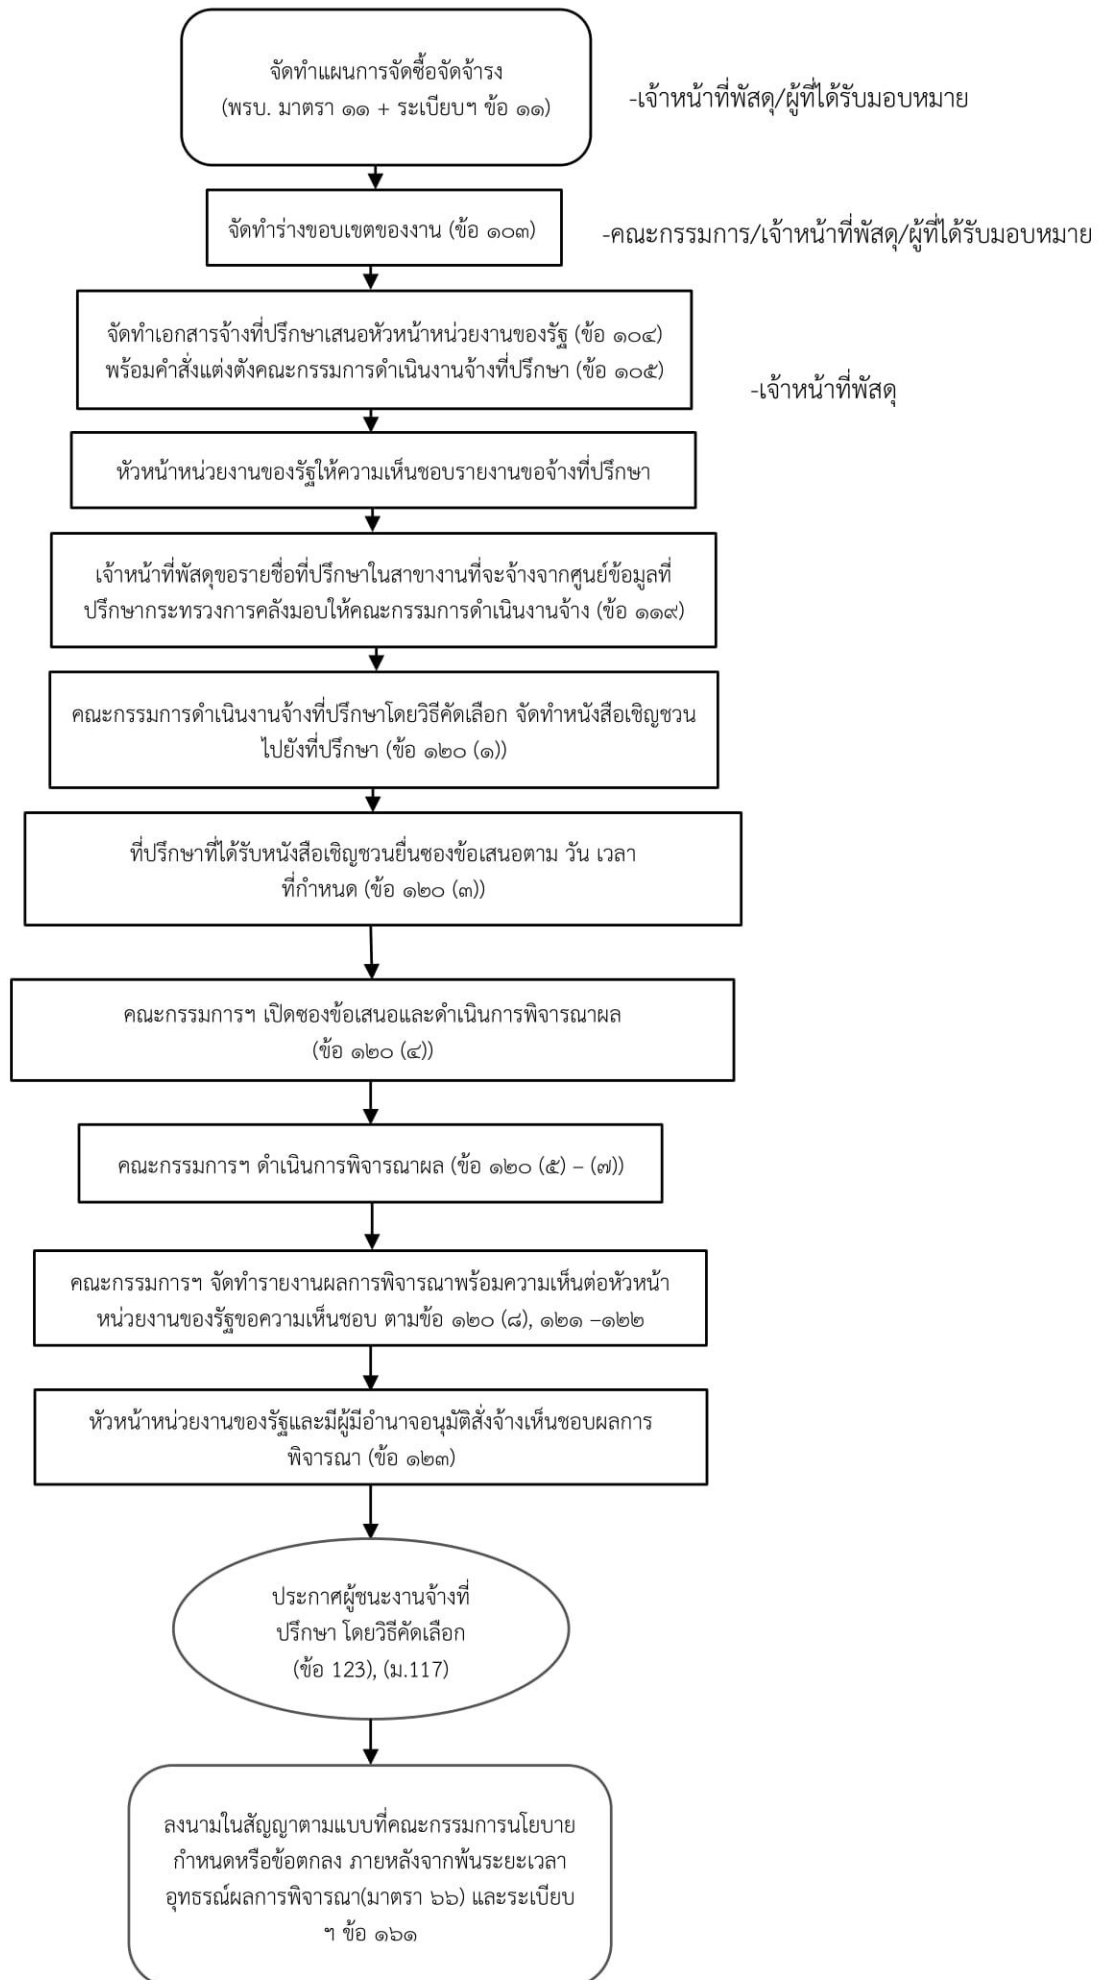 จัดทำแผนการจัดซื้อจัดจ้ารง
(พรบ. มาตรา ๑๑ + ระเบียบฯ ข้อ ๑๑)
-เจ้าหน้าที่พัสดุ/ผู้ที่ได้รับมอบหมาย
จัดทำร่างขอบเขตของงาน (ข้อ ๑๐๓)
-คณะกรรมการ/เจ้าหน้าที่พัสดุ/ผู้ที่ได้รับมอบหมาย
จัดทำเอกสารจ้างที่ปรึกษาเสนอหัวหน้าหน่วยงานของรัฐ (ข้อ ๑๐๔)
พร้อมคำสั่งแต่งตังคณะกรรมการดำเนินงานจ้างที่ปรึกษา (ข้อ ๑๐๕)
-เจ้าหน้าที่พัสดุ
หัวหน้าหน่วยงานของรัฐให้ความเห็นชอบรายงานขอจ้างที่ปรึกษา
เจ้าหน้าที่พัสดุขอรายชื่อที่ปรึกษาในสาขางานที่จะจ้างจากศูนย์ข้อมูลที่
ปรึกษากระทรวงการคลังมอบให้คณะกรรมการดำเนินงานจ้าง (ข้อ ๑๑๙)
คณะกรรมการดำเนินงานจ้างที่ปรึกษาโดยวิธีคัดเลือก จัดทำหนังสือเชิญชวน
ไปยังที่ปรึกษา (ข้อ ๑๒๐ (๑))
ที่ปรึกษาที่ได้รับหนังสือเชิญชวนยื่นซองข้อเสนอตาม วัน เวลา
ที่กำหนด (ข้อ ๑๒๐ (๓))
คณะกรรมการฯ เปิดซองข้อเสนอและดำเนินการพิจารณาผล
(ข้อ ๑๒๐ (๔))
คณะกรรมการฯ ดำเนินการพิจารณาผล (ข้อ ๑๒๐ (๕) – (๗))
คณะกรรมการฯ จัดทำรายงานผลการพิจารณาพร้อมความเห็นต่อหัวหน้า
หน่วยงานของรัฐขอความเห็นชอบ ตามข้อ ๑๒๐ (๘), ๑๒๑ –๑๒๒
หัวหน้าหน่วยงานของรัฐและมีผู้มีอำนาจอนุมัติสั่งจ้างเห็นชอบผลการ
พิจารณา (ข้อ ๑๒๓)
ประกาศผู้ชนะงานจ้างที่
ปรึกษา โดยวิธีคัดเลือก
(ข้อ 123), (ม.117)
ลงนามในสัญญาตามแบบที่คณะกรรมการนโยบาย
กำหนดหรือข้อตกลง ภายหลังจากพ้นระยะเวลา
อุทธรณ์ผลการพิจารณา(มาตรา ๖๖) และระเบียบ
ฯ ข้อ ๑๖๑